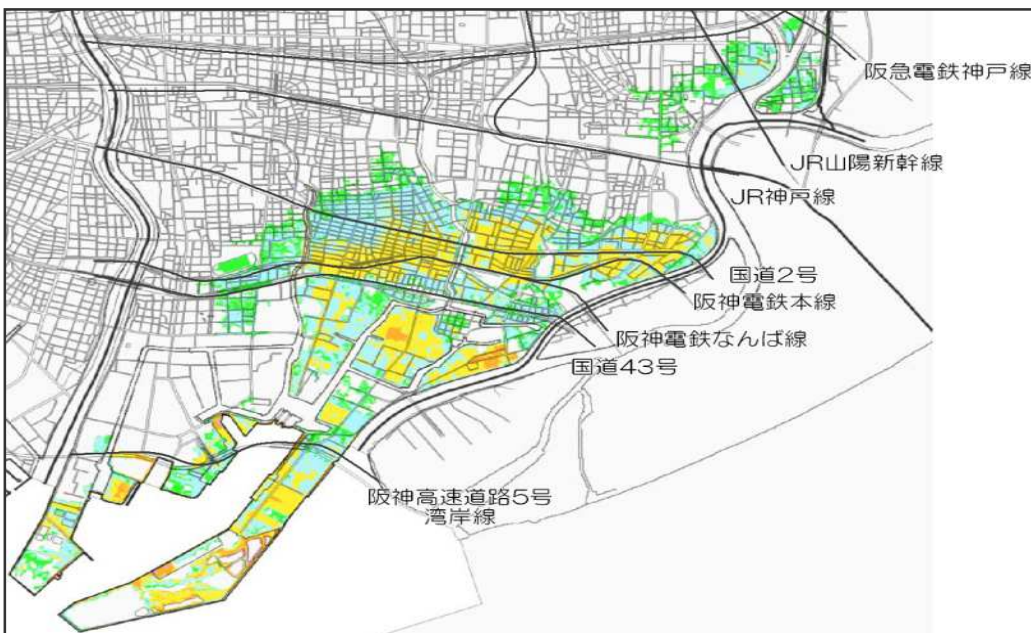 阪急電鉄神戸線
JR山陽新幹線
JR神戸線
国道2号
阪神電鉄本線
阪神電鉄なんば線
国道43号
阪神高速道路5号
湾岸線